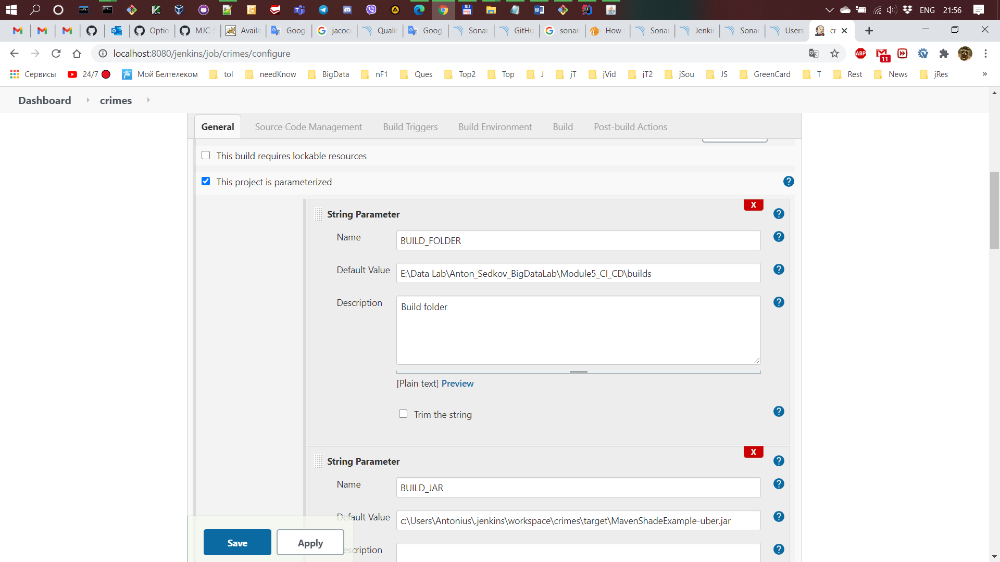 ENG 21:56
Optio MJC- Availa Goog jacoc Quali Goog Sonar GitHu sonar How Sonar Jenkin Sonar Users cr
localhost:8080/jenkins/job/crimes/configure ABP 11
Сервисы 24/7 Мой Белтелеком tol needKnow BigData nF1 Ques Top2 Top J jT jVid jT2 jSou JS GreenCard T Rest News jRes »
Dashboard crimes
General Source Code Management Build Triggers Build Environment Build Post-build Actions
This build requires lockable resources
This project is parameterized ?
X
String Parameter ?
Name BUILD_FOLDER ?
Default Value E:\Data Lab\Anton_Sedkov_BigDataLab\Module5_CI_CD\builds ?
Description Build folder ?
[Plain text] Preview
Trim the string ?
X
String Parameter ?
Name BUILD_JAR ?
Default Value c:\Users\Antonius\.jenkins\workspace\crimes\target\MavenShadeExample-uber.jar ?
Save Apply
escription ?